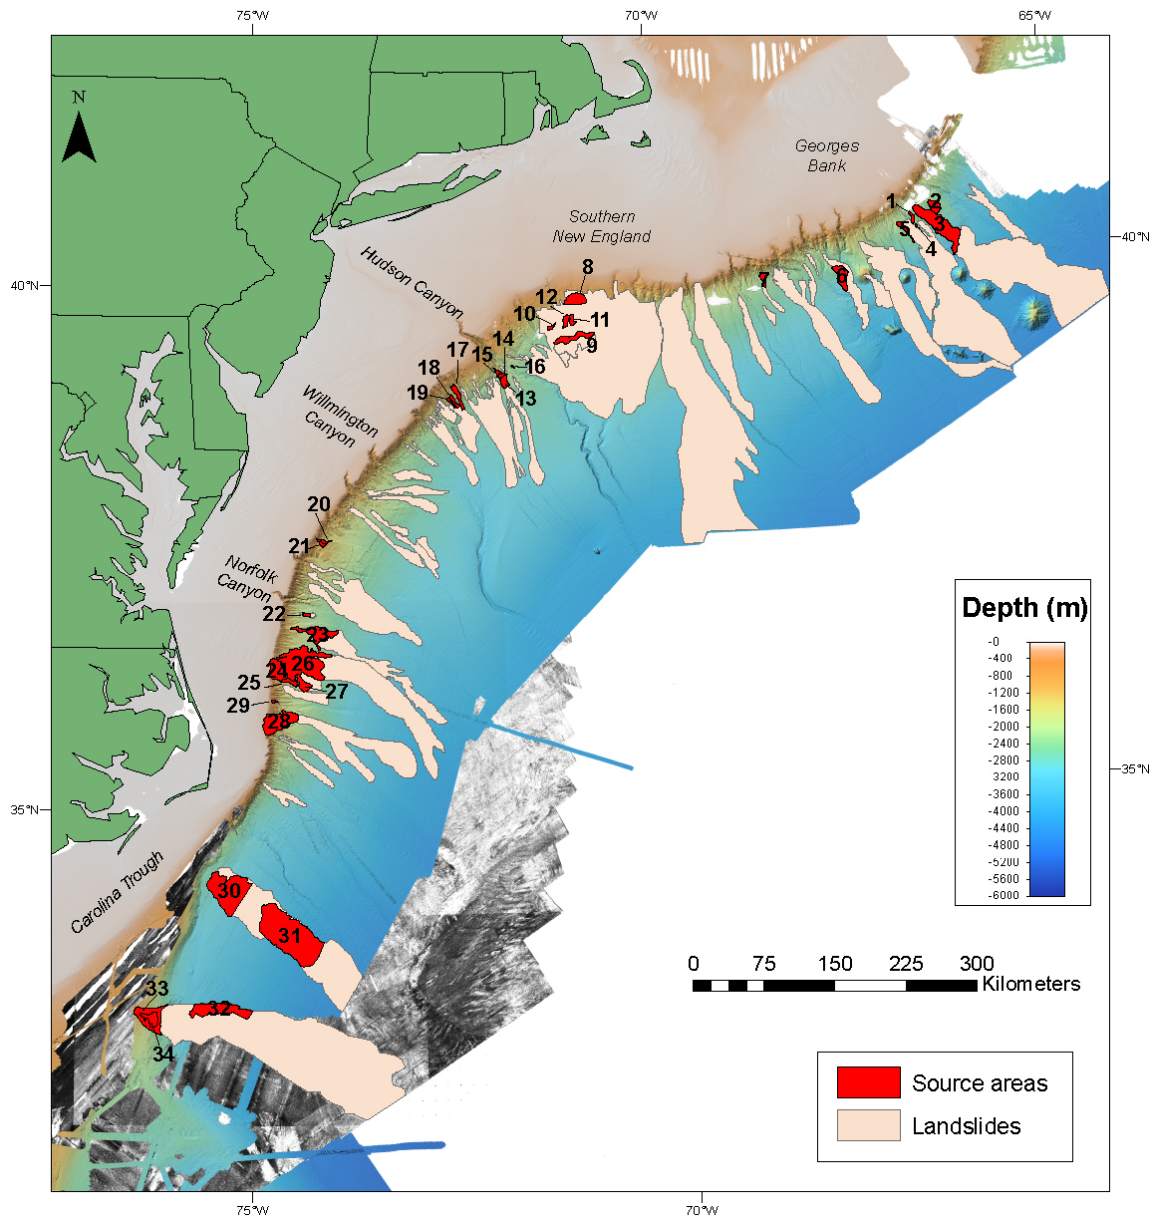 75°W
70°W
65°W
N
Georges
Bank
1
2
3
5
4
40°N
Southern
New England
Hudson Canyon
8
7
6
40°N
12
10
11
9
14
15
17
16
18
13
19
Willmington
Canyon
20
21
Norfolk
Canyon
22
23
24
26
25
27
29
28
Depth (m)
-0
-400
-800
-1200
-1600
-2000
-2400
-2800
-3200
-3600
-4000
-4400
-4800
-5200
-5600
-6000
35°N
35°N
Carolina Trough
30
31
0
75
150
225
300
Kilometers
33
32
34
Source areas
Landslides
75°W
70°W